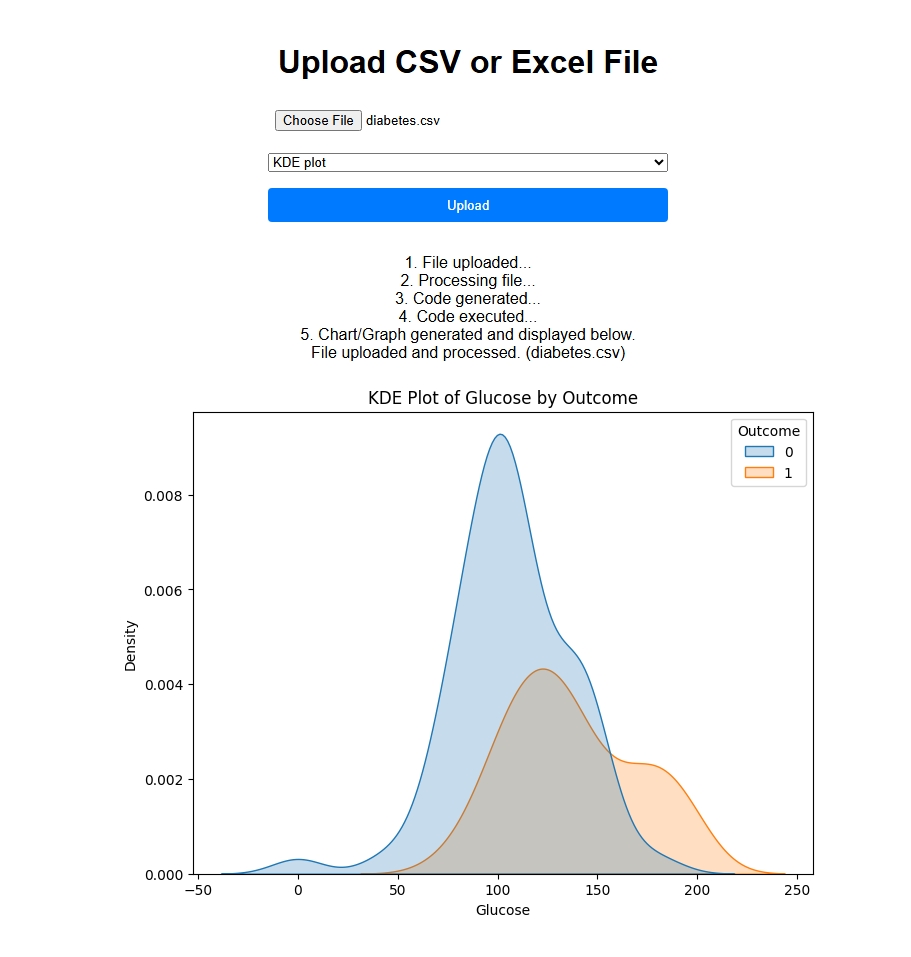 Upload CSV or Excel File
Choose File diabetes.csv
KDE plot
Upload
1. File uploaded...
2. Processing file...
3. Code generated...
4. Code executed...
5. Chart/Graph generated and displayed below.
File uploaded and processed. (diabetes.csv)
KDE Plot of Glucose by Outcome
Outcome
0
1
0.008
0.006
0.004
0.002
0.000
Density
−50 0 50 100 150 200 250
Glucose